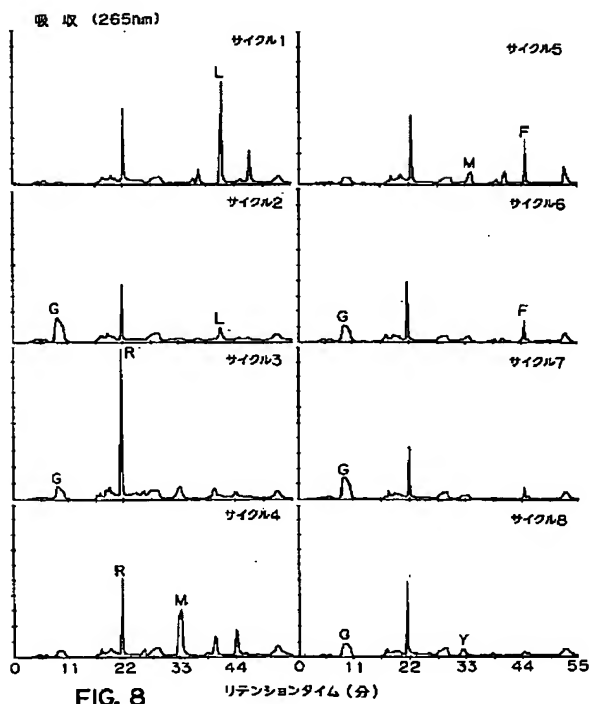 吸 収 (265nm)
サイクル1
L
サイクル5
M
F
サイクル2
G
L
サイクル6
G
F
サイクル3
G
R
サイクル7
G
サイクル4
R
M
サイクル8
G
Y
0 11 22 33 44 1 0 11 22 33 44 55
リテンションタイム (分)
FIG. 8